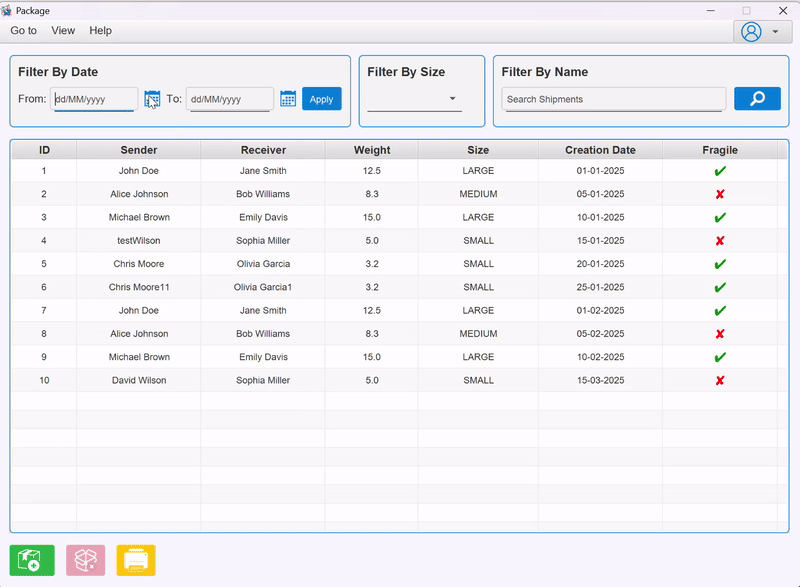 Package
Go to View Help
Filter By Date Filter By Size Filter By Name
From: dd/MM/yyyy To: dd/MM/yyyy Apply Search Shipments
ID Sender Receiver Weight Size Creation Date Fragile
1 John Doe Jane Smith 12.5 LARGE 01-01-2025
2 Alice Johnson Bob Williams 8.3 MEDIUM 05-01-2025
3 Michael Brown Emily Davis 15.0 LARGE 10-01-2025
4 testWilson Sophia Miller 5.0 SMALL 15-01-2025
5 Chris Moore Olivia Garcia 3.2 SMALL 20-01-2025
6 Chris Moore11 Olivia Garcia1 3.2 SMALL 25-01-2025
7 John Doe Jane Smith 12.5 LARGE 01-02-2025
8 Alice Johnson Bob Williams 8.3 MEDIUM 05-02-2025
9 Michael Brown Emily Davis 15.0 LARGE 10-02-2025
10 David Wilson Sophia Miller 5.0 SMALL 15-03-2025